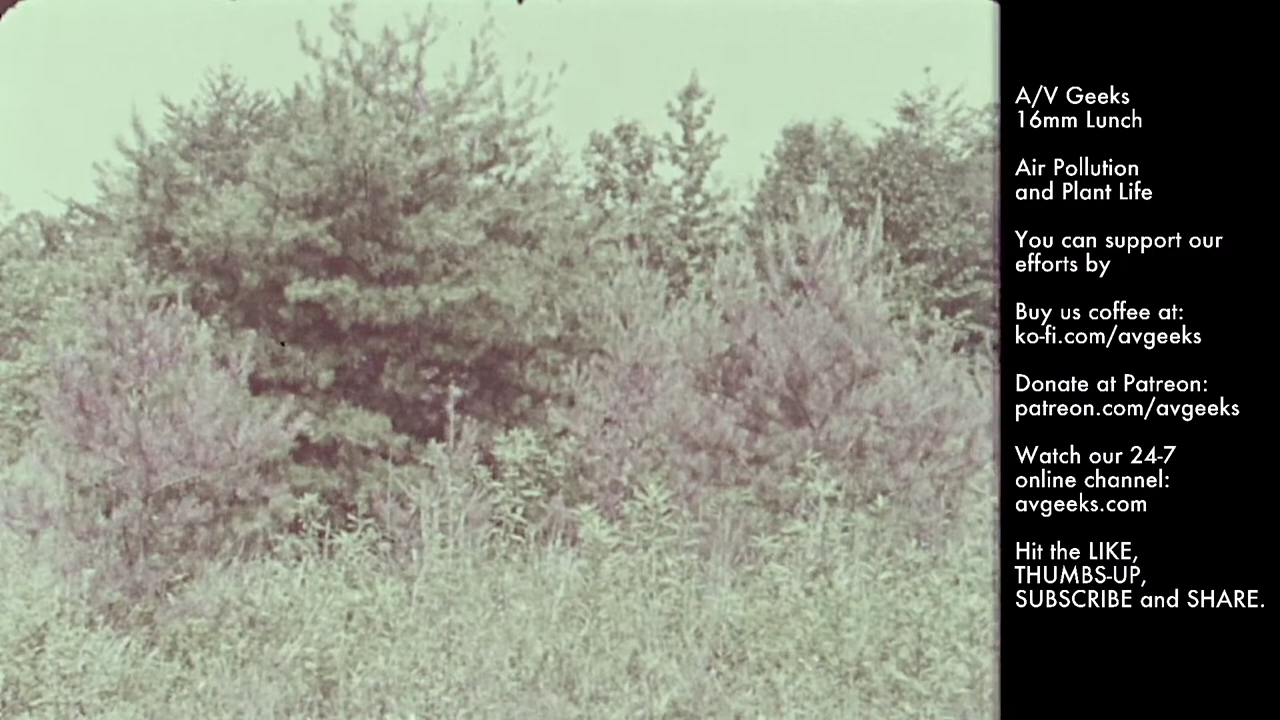 A/V Geeks
16mm Lunch
Air Pollution
and Plant Life
You can support our
efforts by
Buy us coffee at:
ko-fi.com/avgeeks
Donate at Patreon:
patreon.com/avgeeks
Watch our 24-7
online channel:
avgeeks.com
Hit the LIKE,
THUMBS-UP,
SUBSCRIBE and SHARE.